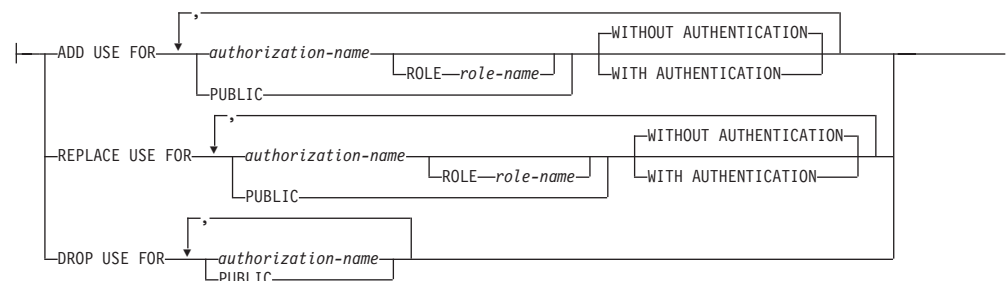 ,
WITHOUT AUTHENTICATION
ADD USE FOR authorization-name
ROLE role-name WITH AUTHENTICATION
PUBLIC
,
WITHOUT AUTHENTICATION
REPLACE USE FOR authorization-name
ROLE role-name WITH AUTHENTICATION
PUBLIC
,
DROP USE FOR authorization-name
PUBLIC